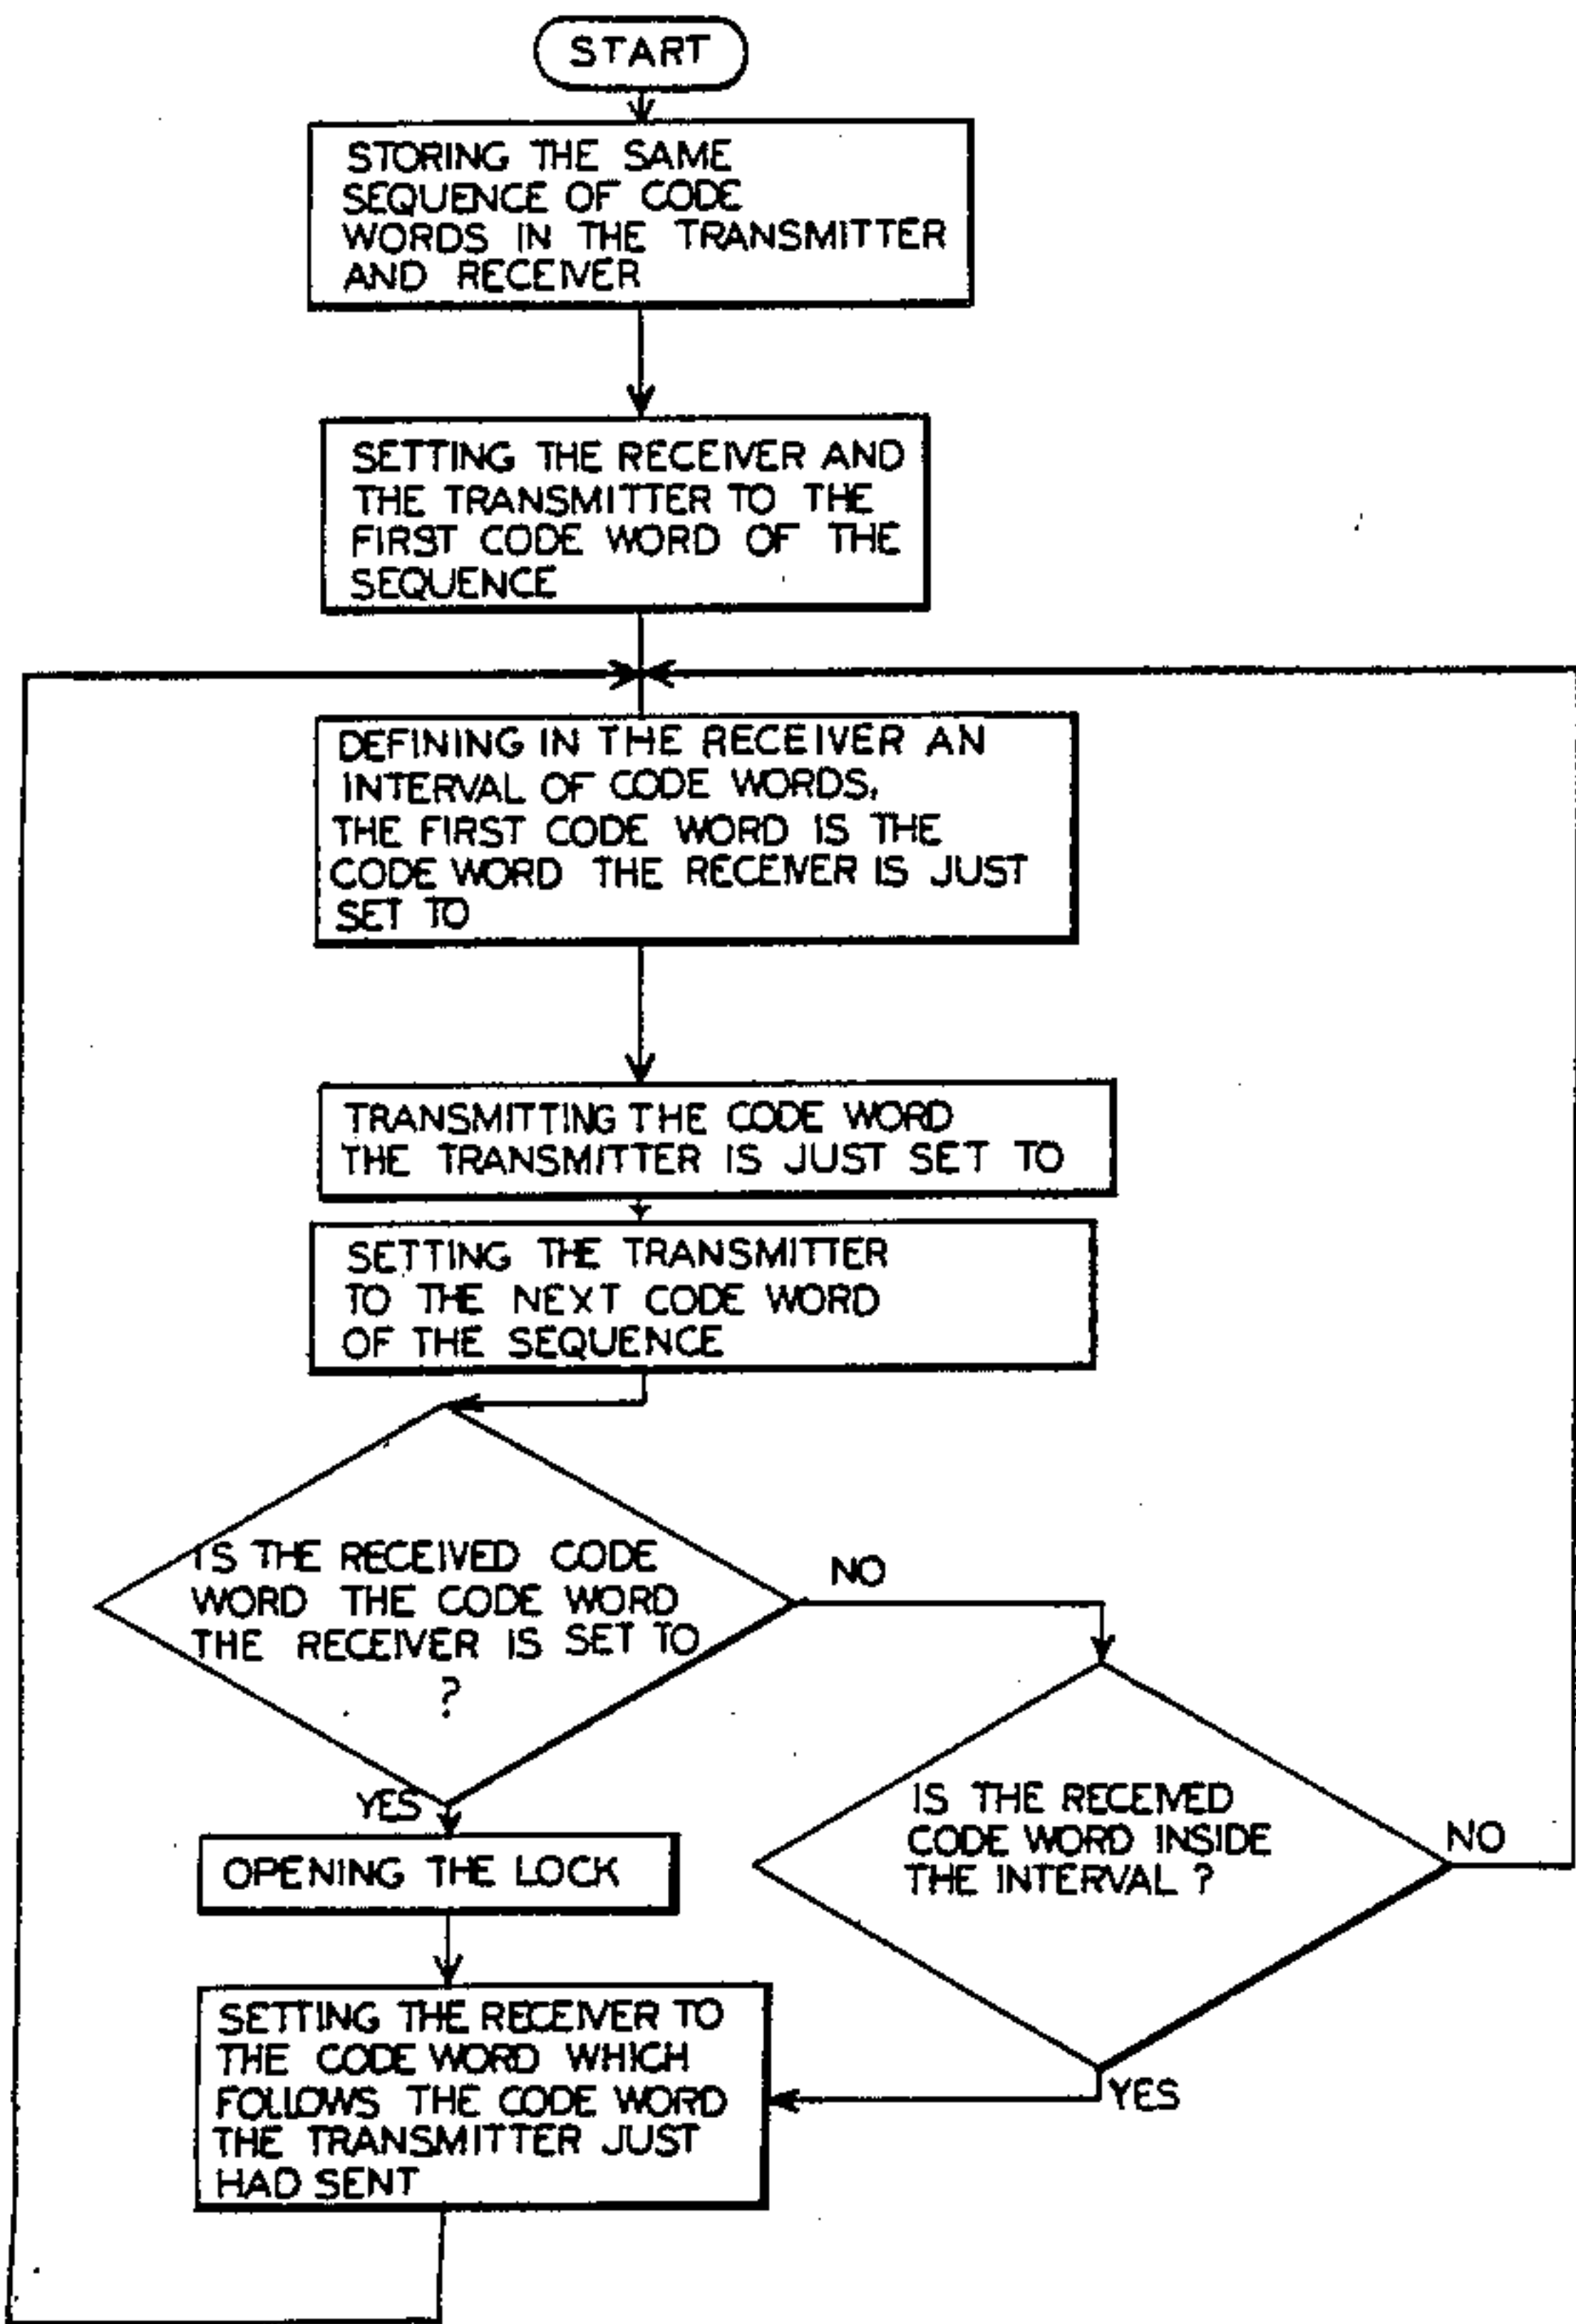 START
STORING THE SAME
SEQUENCE OF CODE
WORDS IN THE TRANSMITTER
AND RECEIVER
SETTING THE RECEIVER AND
THE TRANSMITTER TO THE
FIRST CODE WORD OF THE
SEQUENCE
DEFINING IN THE RECEIVER AN
INTERVAL OF CODE WORDS,
THE FIRST CODE WORD IS THE
CODE WORD THE RECEIVER IS JUST
SET TO
TRANSMITTING THE CODE WORD
THE TRANSMITTER IS JUST SET TO
SETTING THE TRANSMITTER
TO THE NEXT CODE WORD
OF THE SEQUENCE
IS THE RECEIVED CODE
WORD THE CODE WORD
THE RECEIVER IS SET TO
?
NO
YES
IS THE RECEIVED
CODE WORD INSIDE
THE INTERVAL ?
NO
YES
OPENING THE LOCK
SETTING THE RECEIVER TO
THE CODE WORD WHICH
FOLLOWS THE CODE WORD
THE TRANSMITTER JUST
HAD SENT